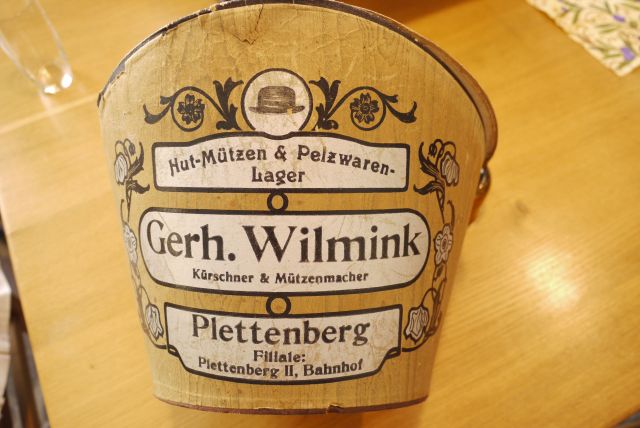 Hut-Mützen & Pelzwaren-
Lager
Gerh. Wilmink
Kürschner & Mützenmacher
Plettenberg
Filiale:
Plettenberg II, Bahnhof